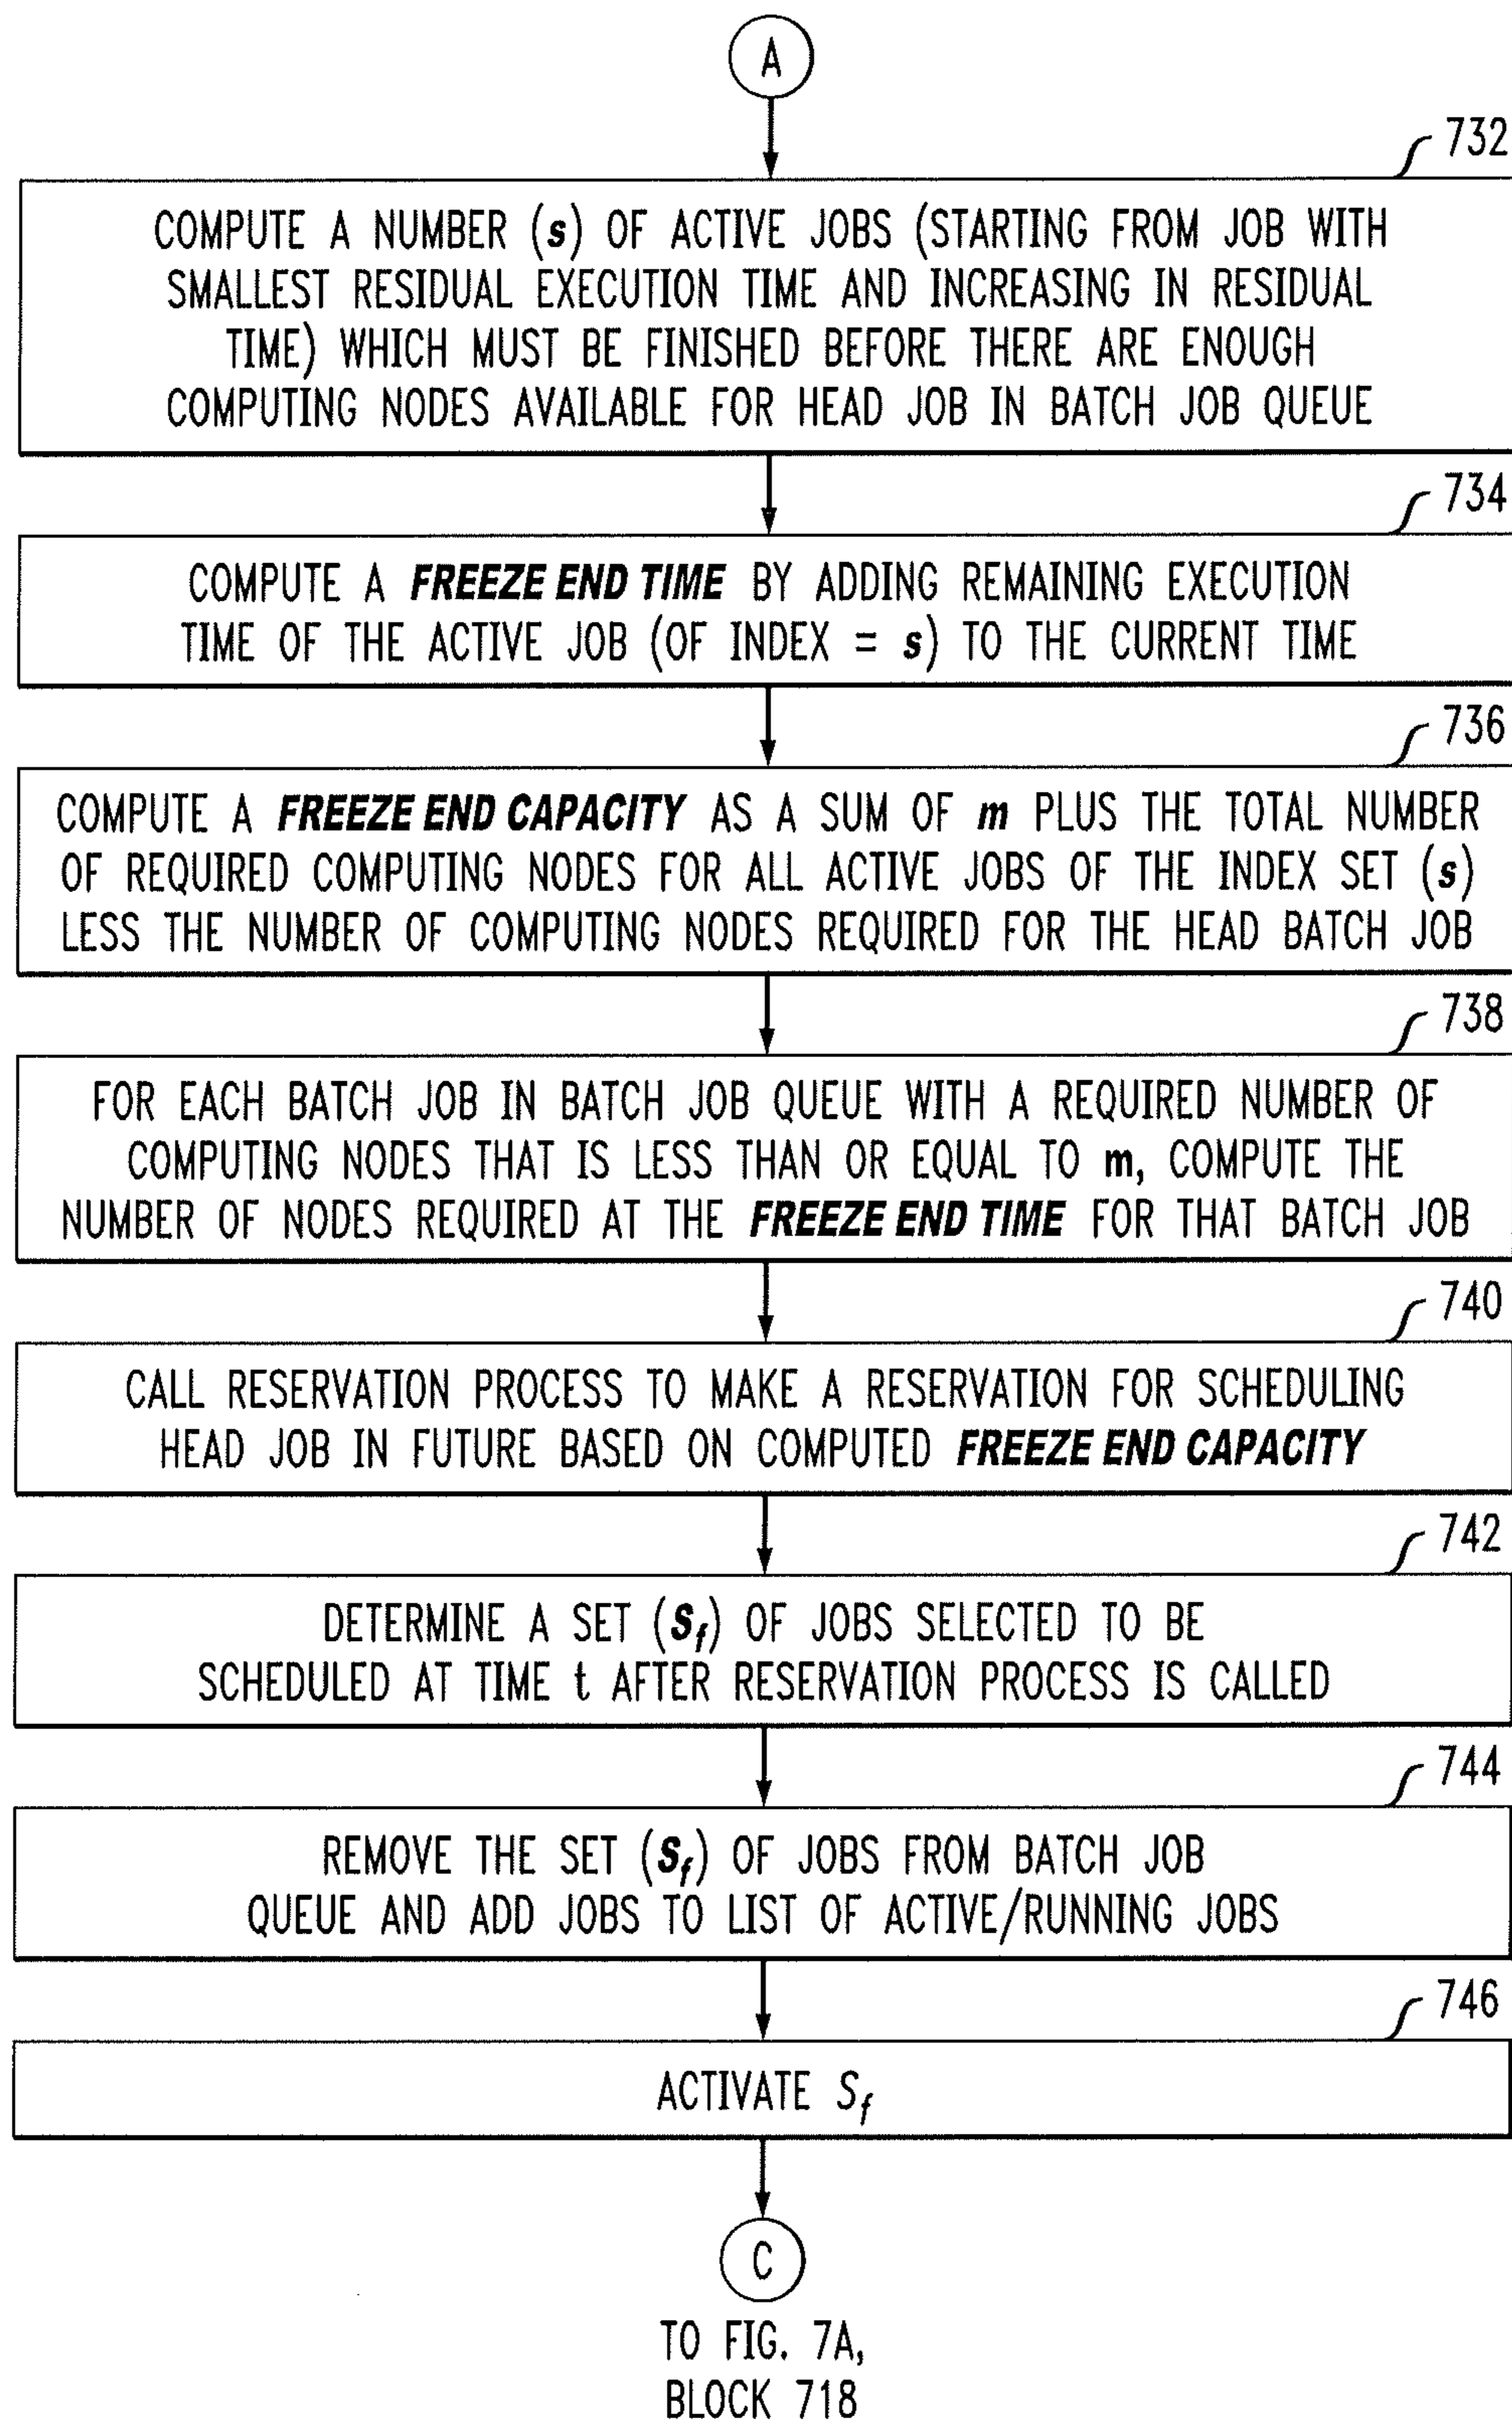 A
732
COMPUTE A NUMBER (s) OF ACTIVE JOBS (STARTING FROM JOB WITH
SMALLEST RESIDUAL EXECUTION TIME AND INCREASING IN RESIDUAL
TIME) WHICH MUST BE FINISHED BEFORE THERE ARE ENOUGH
COMPUTING NODES AVAILABLE FOR HEAD JOB IN BATCH JOB QUEUE
734
COMPUTE A FREEZE END TIME BY ADDING REMAINING EXECUTION
TIME OF THE ACTIVE JOB (OF INDEX = s) TO THE CURRENT TIME
736
COMPUTE A FREEZE END CAPACITY AS A SUM OF m PLUS THE TOTAL NUMBER
OF REQUIRED COMPUTING NODES FOR ALL ACTIVE JOBS OF THE INDEX SET (s)
LESS THE NUMBER OF COMPUTING NODES REQUIRED FOR THE HEAD BATCH JOB
738
FOR EACH BATCH JOB IN BATCH JOB QUEUE WITH A REQUIRED NUMBER OF
COMPUTING NODES THAT IS LESS THAN OR EQUAL TO m, COMPUTE THE
NUMBER OF NODES REQUIRED AT THE FREEZE END TIME FOR THAT BATCH JOB
740
CALL RESERVATION PROCESS TO MAKE A RESERVATION FOR SCHEDULING
HEAD JOB IN FUTURE BASED ON COMPUTED FREEZE END CAPACITY
742
DETERMINE A SET (Sf) OF JOBS SELECTED TO BE
SCHEDULED AT TIME t AFTER RESERVATION PROCESS IS CALLED
744
REMOVE THE SET (Sf) OF JOBS FROM BATCH JOB
QUEUE AND ADD JOBS TO LIST OF ACTIVE/RUNNING JOBS
746
ACTIVATE Sf
C
TO FIG. 7A,
BLOCK 718